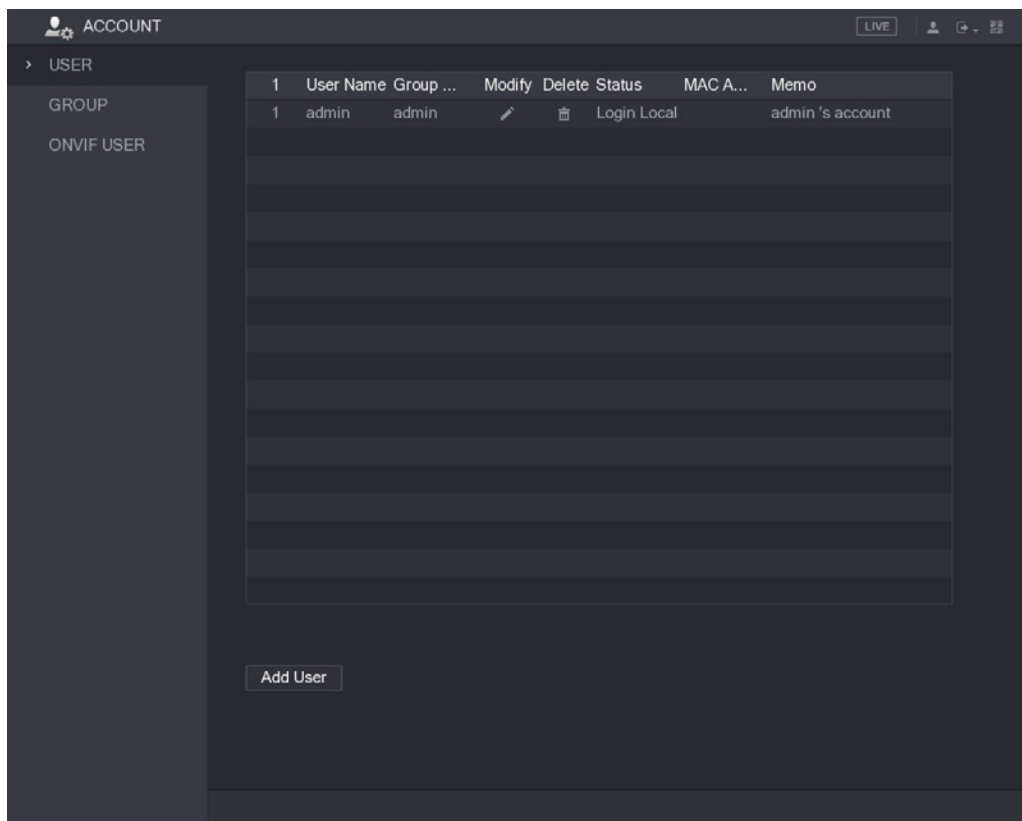 ACCOUNT
LIVE
USER
GROUP
ONVIF USER
1 User Name Group ... Modify Delete Status MAC A... Memo
1 admin admin Login Local admin 's account
Add User